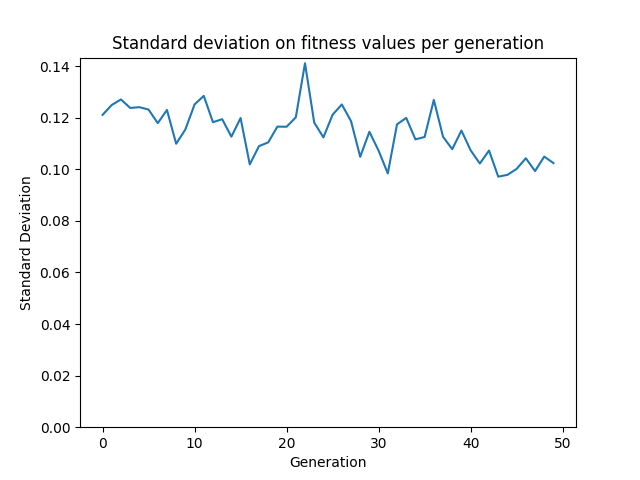 Standard deviation on fitness values per generation
0.14
0.12
0.10
0.08
0.06
0.04
0.02
0.00
Standard Deviation
0 10 20 30 40 50
Generation